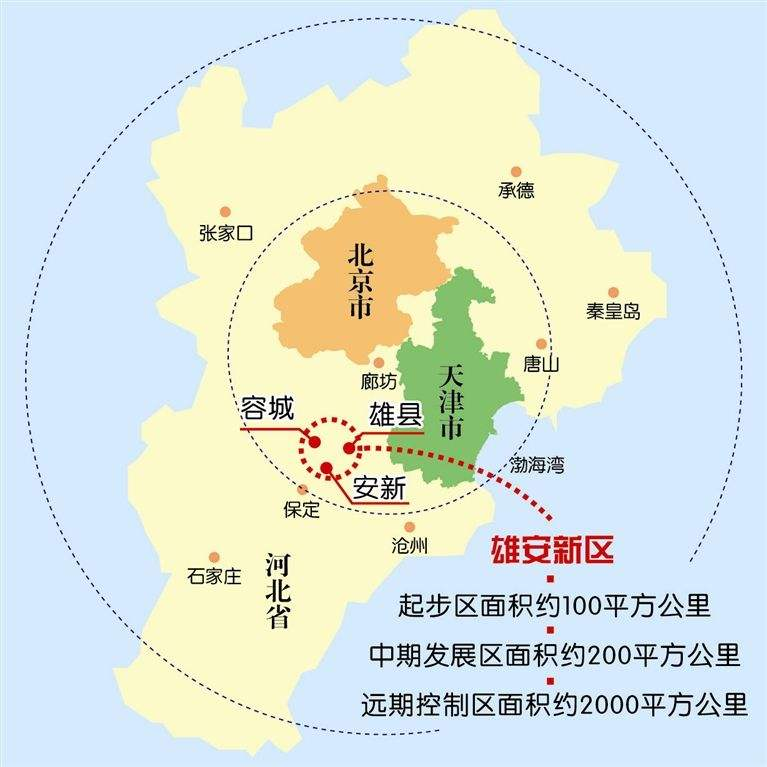 承德
张家口
北京市
秦皇岛
唐山
廊坊
天津市
容城
雄县
渤海湾
安新
保定
沧州
石家庄
河北省
雄安新区
起步区面积约100平方公里
中期发展区面积约200平方公里
远期控制区面积约2000平方公里